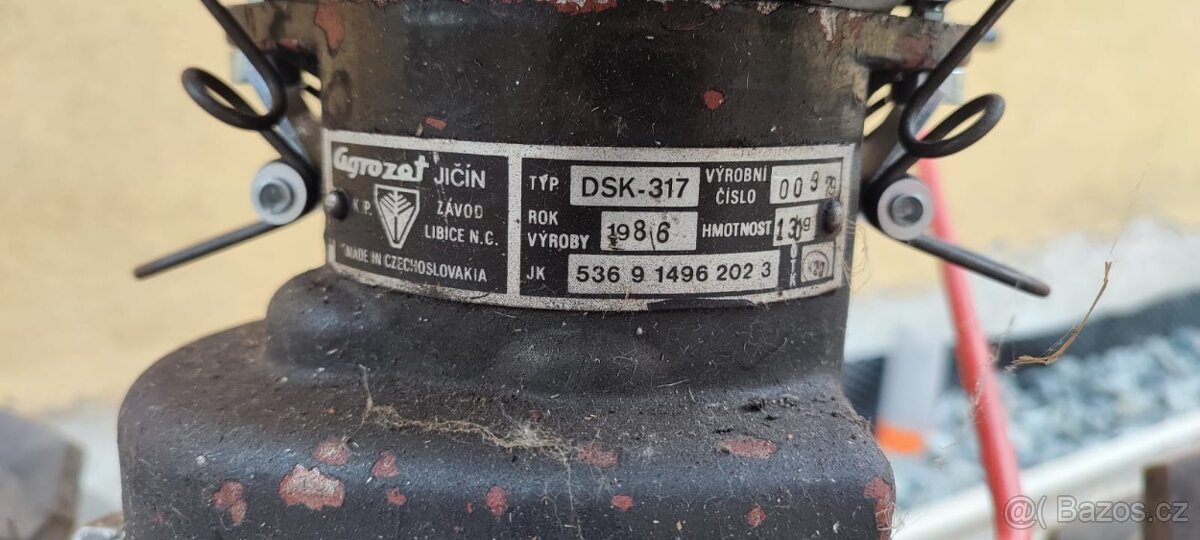 Agrozet JIČÍN
K.P. ZÁVOD
LIBICE N.C.
MADE IN CZECHOSLOVAKIA
TYP DSK-317 VÝROBNÍ ČÍSLO
ROK VÝROBY 1986 HMOTNOST
JK 536 9 1496 202 3
OTK
@( Bazos.cz